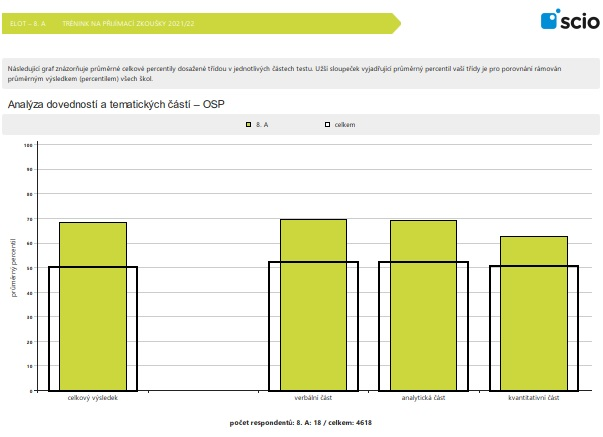 ELOT – 8. A TRÉNINK NA PŘIJÍMACÍ ZKOUŠKY 2021/22
scio
Následující graf znázorňuje průměrné celkové percentily dosažené třídou v jednotlivých částech testu. Užší sloupeček vyjadřující průměrný percentil vaší třídy je pro porovnání rámován
průměrným výsledkem (percentilem) všech škol.
Analýza dovedností a tematických částí – OSP
8. A celkem
průměrný percentil
100
90
80
70
60
50
40
30
20
10
0
celkový výsledek verbální část analytická část kvantitativní část
počet respondentů: 8. A: 18 / celkem: 4618